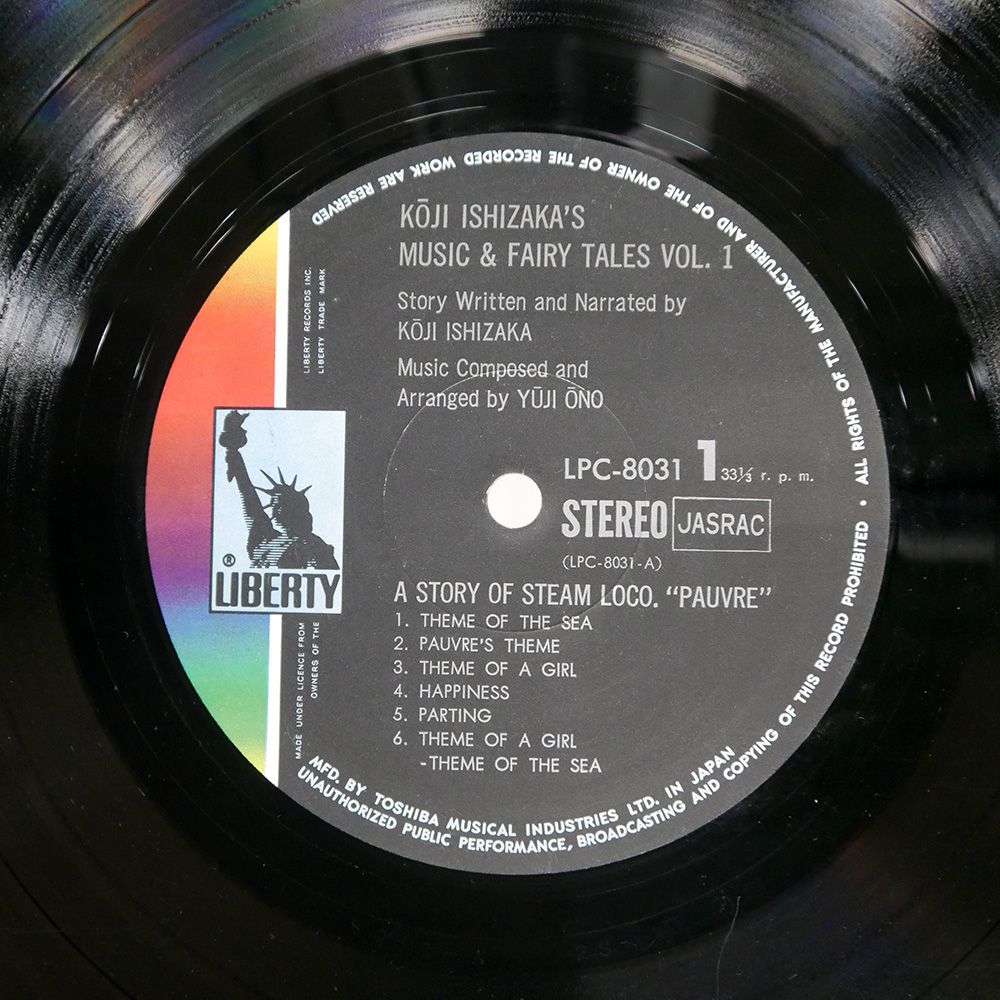 KŌJI ISHIZAKA'S
MUSIC & FAIRY TALES VOL. 1
Story Written and Narrated by
KŌJI ISHIZAKA
Music Composed and
Arranged by YŪJI ŌNO
LPC-8031 1 33⅓ r. p. m.
STEREO JASRAC
(LPC-8031-A)
A STORY OF STEAM LOCO. “PAUVRE”
1. THEME OF THE SEA
2. PAUVRE'S THEME
3. THEME OF A GIRL
4. HAPPINESS
5. PARTING
6. THEME OF A GIRL
-THEME OF THE SEA
® LIBERTY
MADE UNDER LICENCE FROM LIBERTY RECORDS INC.
OWNERS OF THE LIBERTY TRADE MARK
MFD. BY TOSHIBA MUSICAL INDUSTRIES LTD. IN JAPAN
UNAUTHORIZED PUBLIC PERFORMANCE, BROADCASTING AND COPYING OF THIS RECORD PROHIBITED • ALL RIGHTS OF THE MANUFACTURER AND OF THE OWNER OF THE RECORDED WORK ARE RESERVED